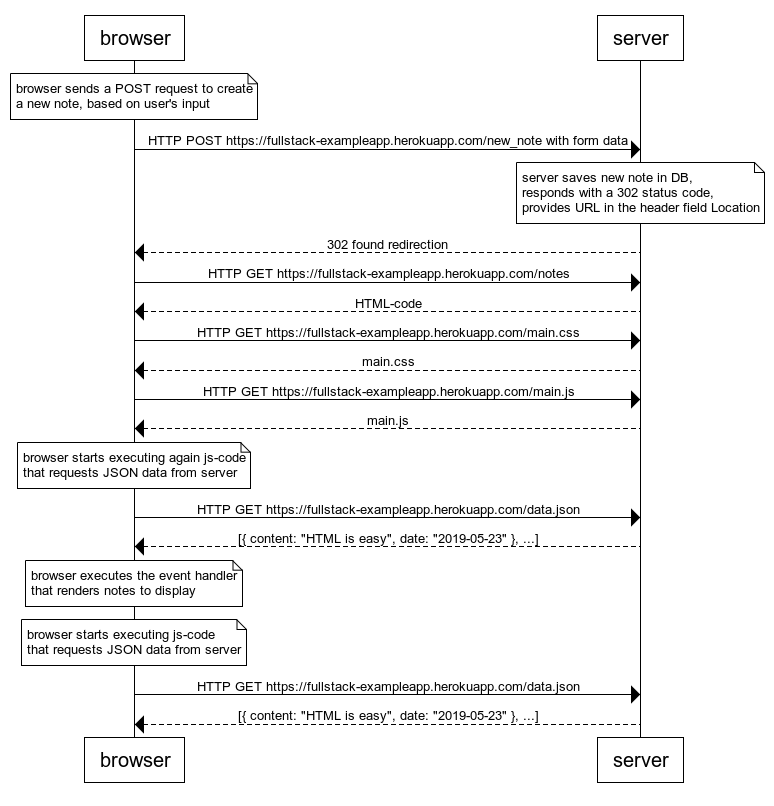 browser
server
browser sends a POST request to create
a new note, based on user's input
HTTP POST https://fullstack-exampleapp.herokuapp.com/new_note with form data
server saves new note in DB,
responds with a 302 status code,
provides URL in the header field Location
302 found redirection
HTTP GET https://fullstack-exampleapp.herokuapp.com/notes
HTML-code
HTTP GET https://fullstack-exampleapp.herokuapp.com/main.css
main.css
HTTP GET https://fullstack-exampleapp.herokuapp.com/main.js
main.js
browser starts executing again js-code
that requests JSON data from server
HTTP GET https://fullstack-exampleapp.herokuapp.com/data.json
[{ content: "HTML is easy", date: "2019-05-23" }, ...]
browser executes the event handler
that renders notes to display
browser starts executing js-code
that requests JSON data from server
HTTP GET https://fullstack-exampleapp.herokuapp.com/data.json
[{ content: "HTML is easy", date: "2019-05-23" }, ...]
browser
server